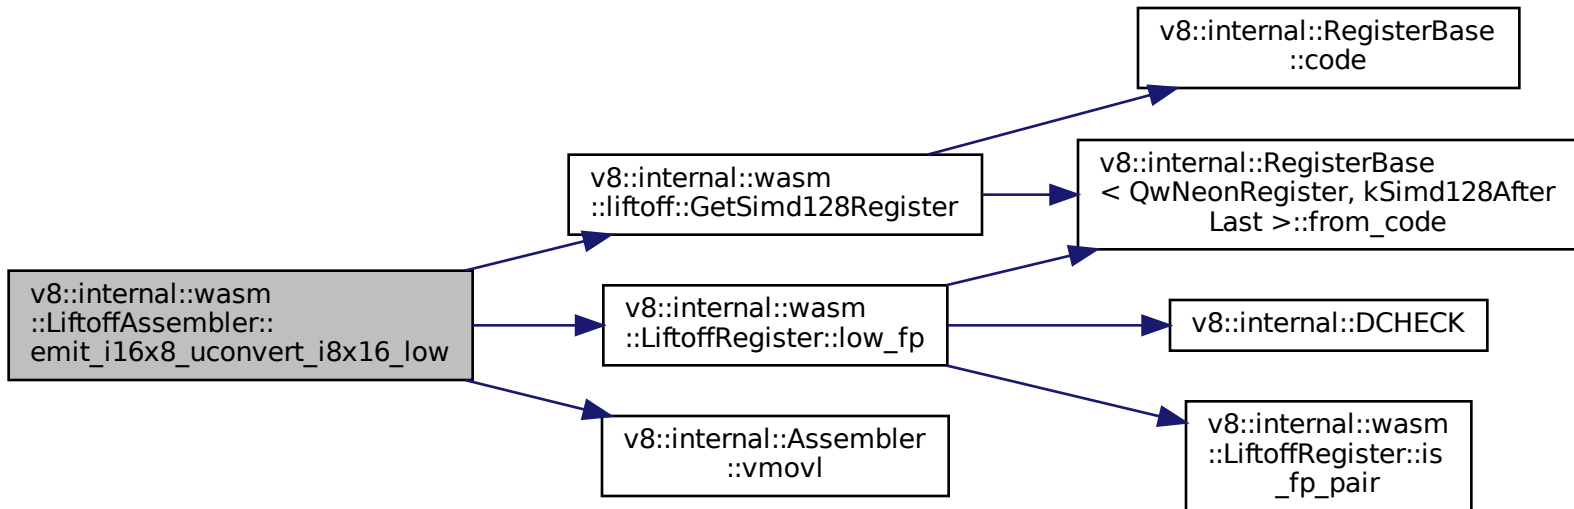 v8::internal::wasm
::LiftoffAssembler::
emit_i16x8_uconvert_i8x16_low
v8::internal::wasm
::liftoff::GetSimd128Register
v8::internal::wasm
::LiftoffRegister::low_fp
v8::internal::Assembler
::vmovl
v8::internal::RegisterBase
::code
v8::internal::RegisterBase
< QwNeonRegister, kSimd128After
Last >::from_code
v8::internal::DCHECK
v8::internal::wasm
::LiftoffRegister::is
_fp_pair